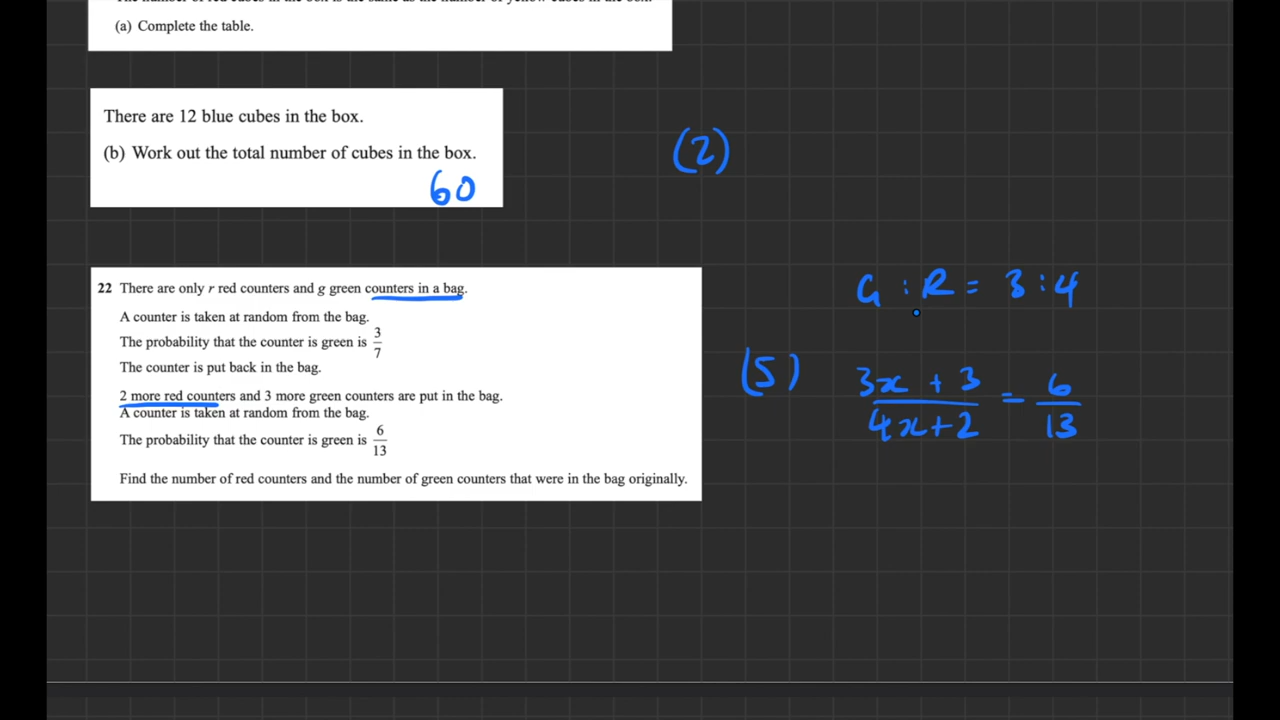 (a) Complete the table.
There are 12 blue cubes in the box.
(b) Work out the total number of cubes in the box.
60
(2)
22 There are only r red counters and g green counters in a bag.
A counter is taken at random from the bag.
The probability that the counter is green is 3/7
The counter is put back in the bag.
2 more red counters and 3 more green counters are put in the bag.
A counter is taken at random from the bag.
The probability that the counter is green is 6/13
Find the number of red counters and the number of green counters that were in the bag originally.
(5)
G : R = 3 : 4
3x + 3 / 4x + 2 = 6 / 13